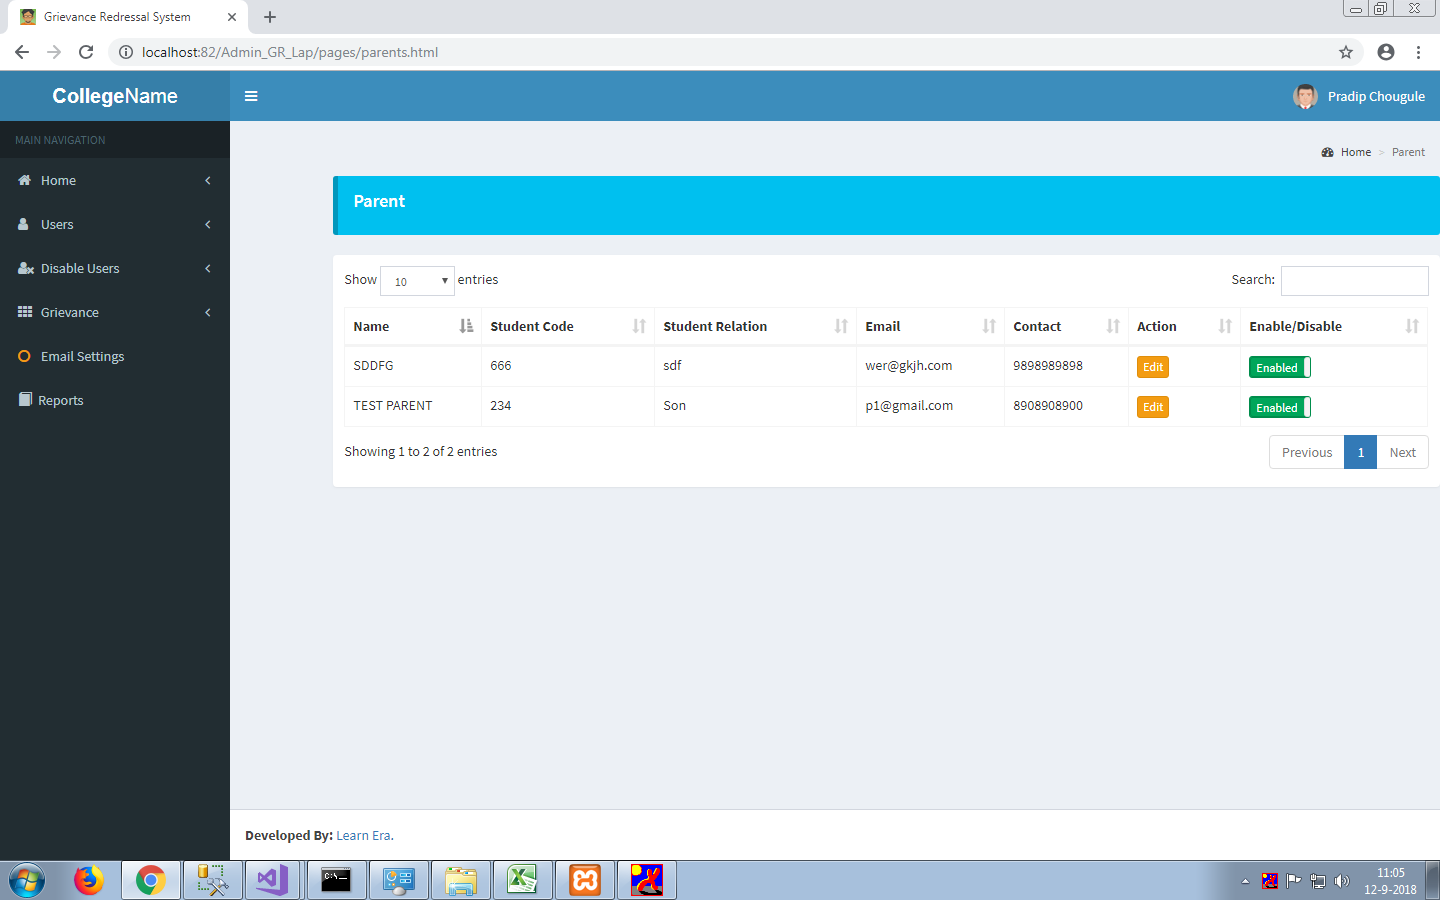 Grievance Redressal System
localhost:82/Admin_GR_Lap/pages/parents.html
CollegeName
Pradip Chougule
MAIN NAVIGATION
Home
Users
Disable Users
Grievance
Email Settings
Reports
Home > Parent
Parent
Show 10 entries
Search:
Name Student Code Student Relation Email Contact Action Enable/Disable
SDDFG 666 sdf wer@gkjh.com 9898989898 Edit Enabled
TEST PARENT 234 Son p1@gmail.com 8908908900 Edit Enabled
Showing 1 to 2 of 2 entries
Previous 1 Next
Developed By: Learn Era.
11:05
12-9-2018